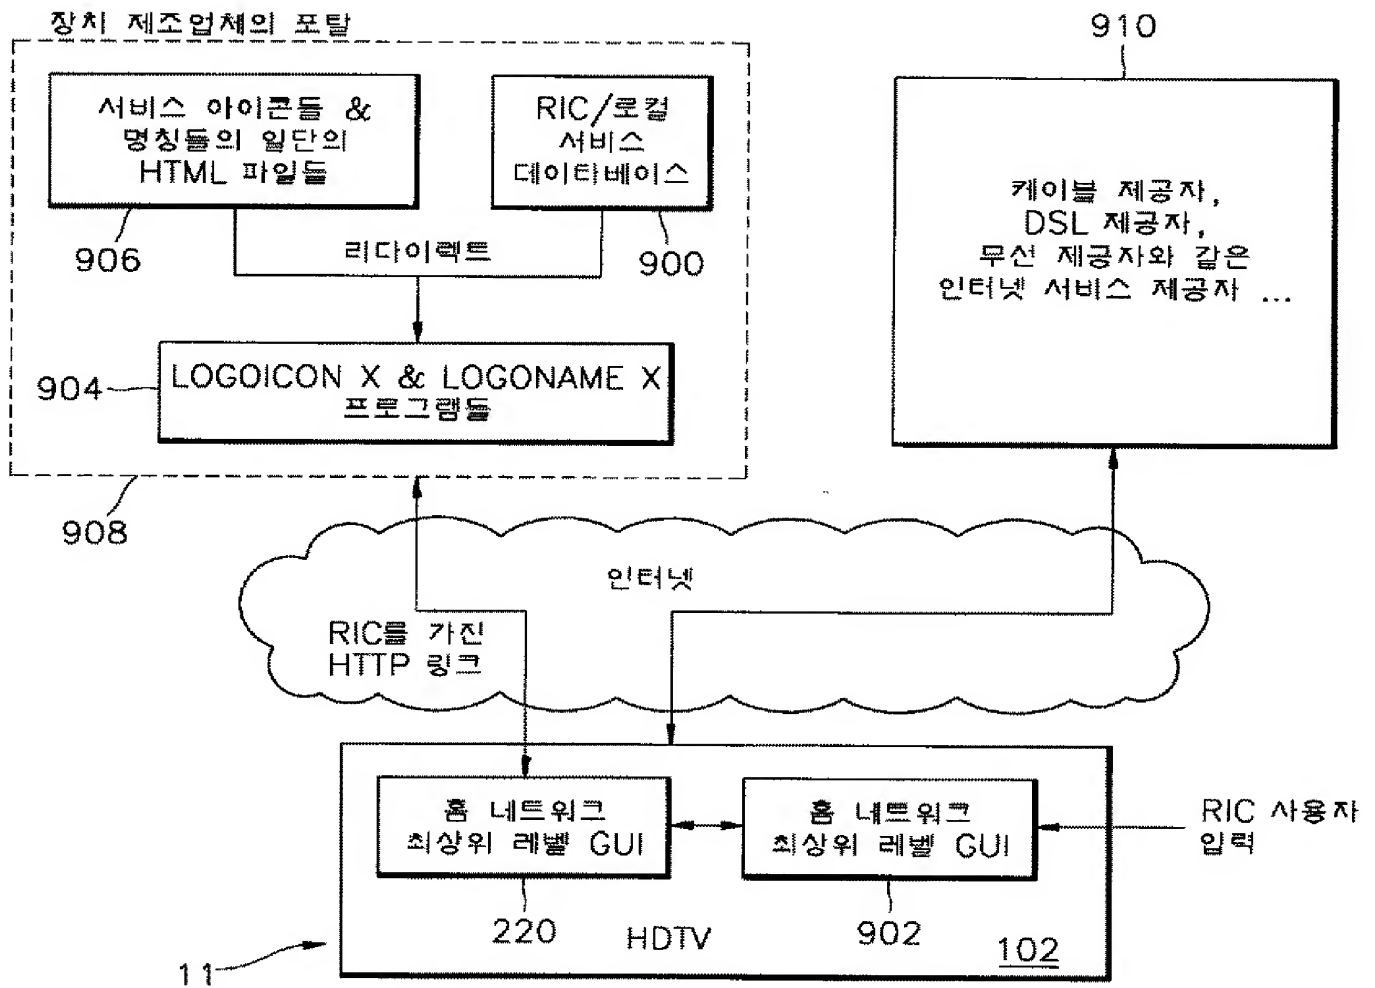 장치 제조업체의 포탈
서비스 아이콘들 &
명칭들의 일단의
HTML 파일들
906
RIC/로컬
서비스
데이타베이스
900
리다이렉트
LOGOICON X & LOGONAME X
프로그램들
904
908
910
케이블 제공자,
DSL 제공자,
무선 제공자와 같은
인터넷 서비스 제공자 ...
인터넷
RIC를 가진
HTTP 링크
홈 네트워크
최상위 레벨 GUI
220
홈 네트워크
최상위 레벨 GUI
902
RIC 사용자
입력
HDTV
102
11